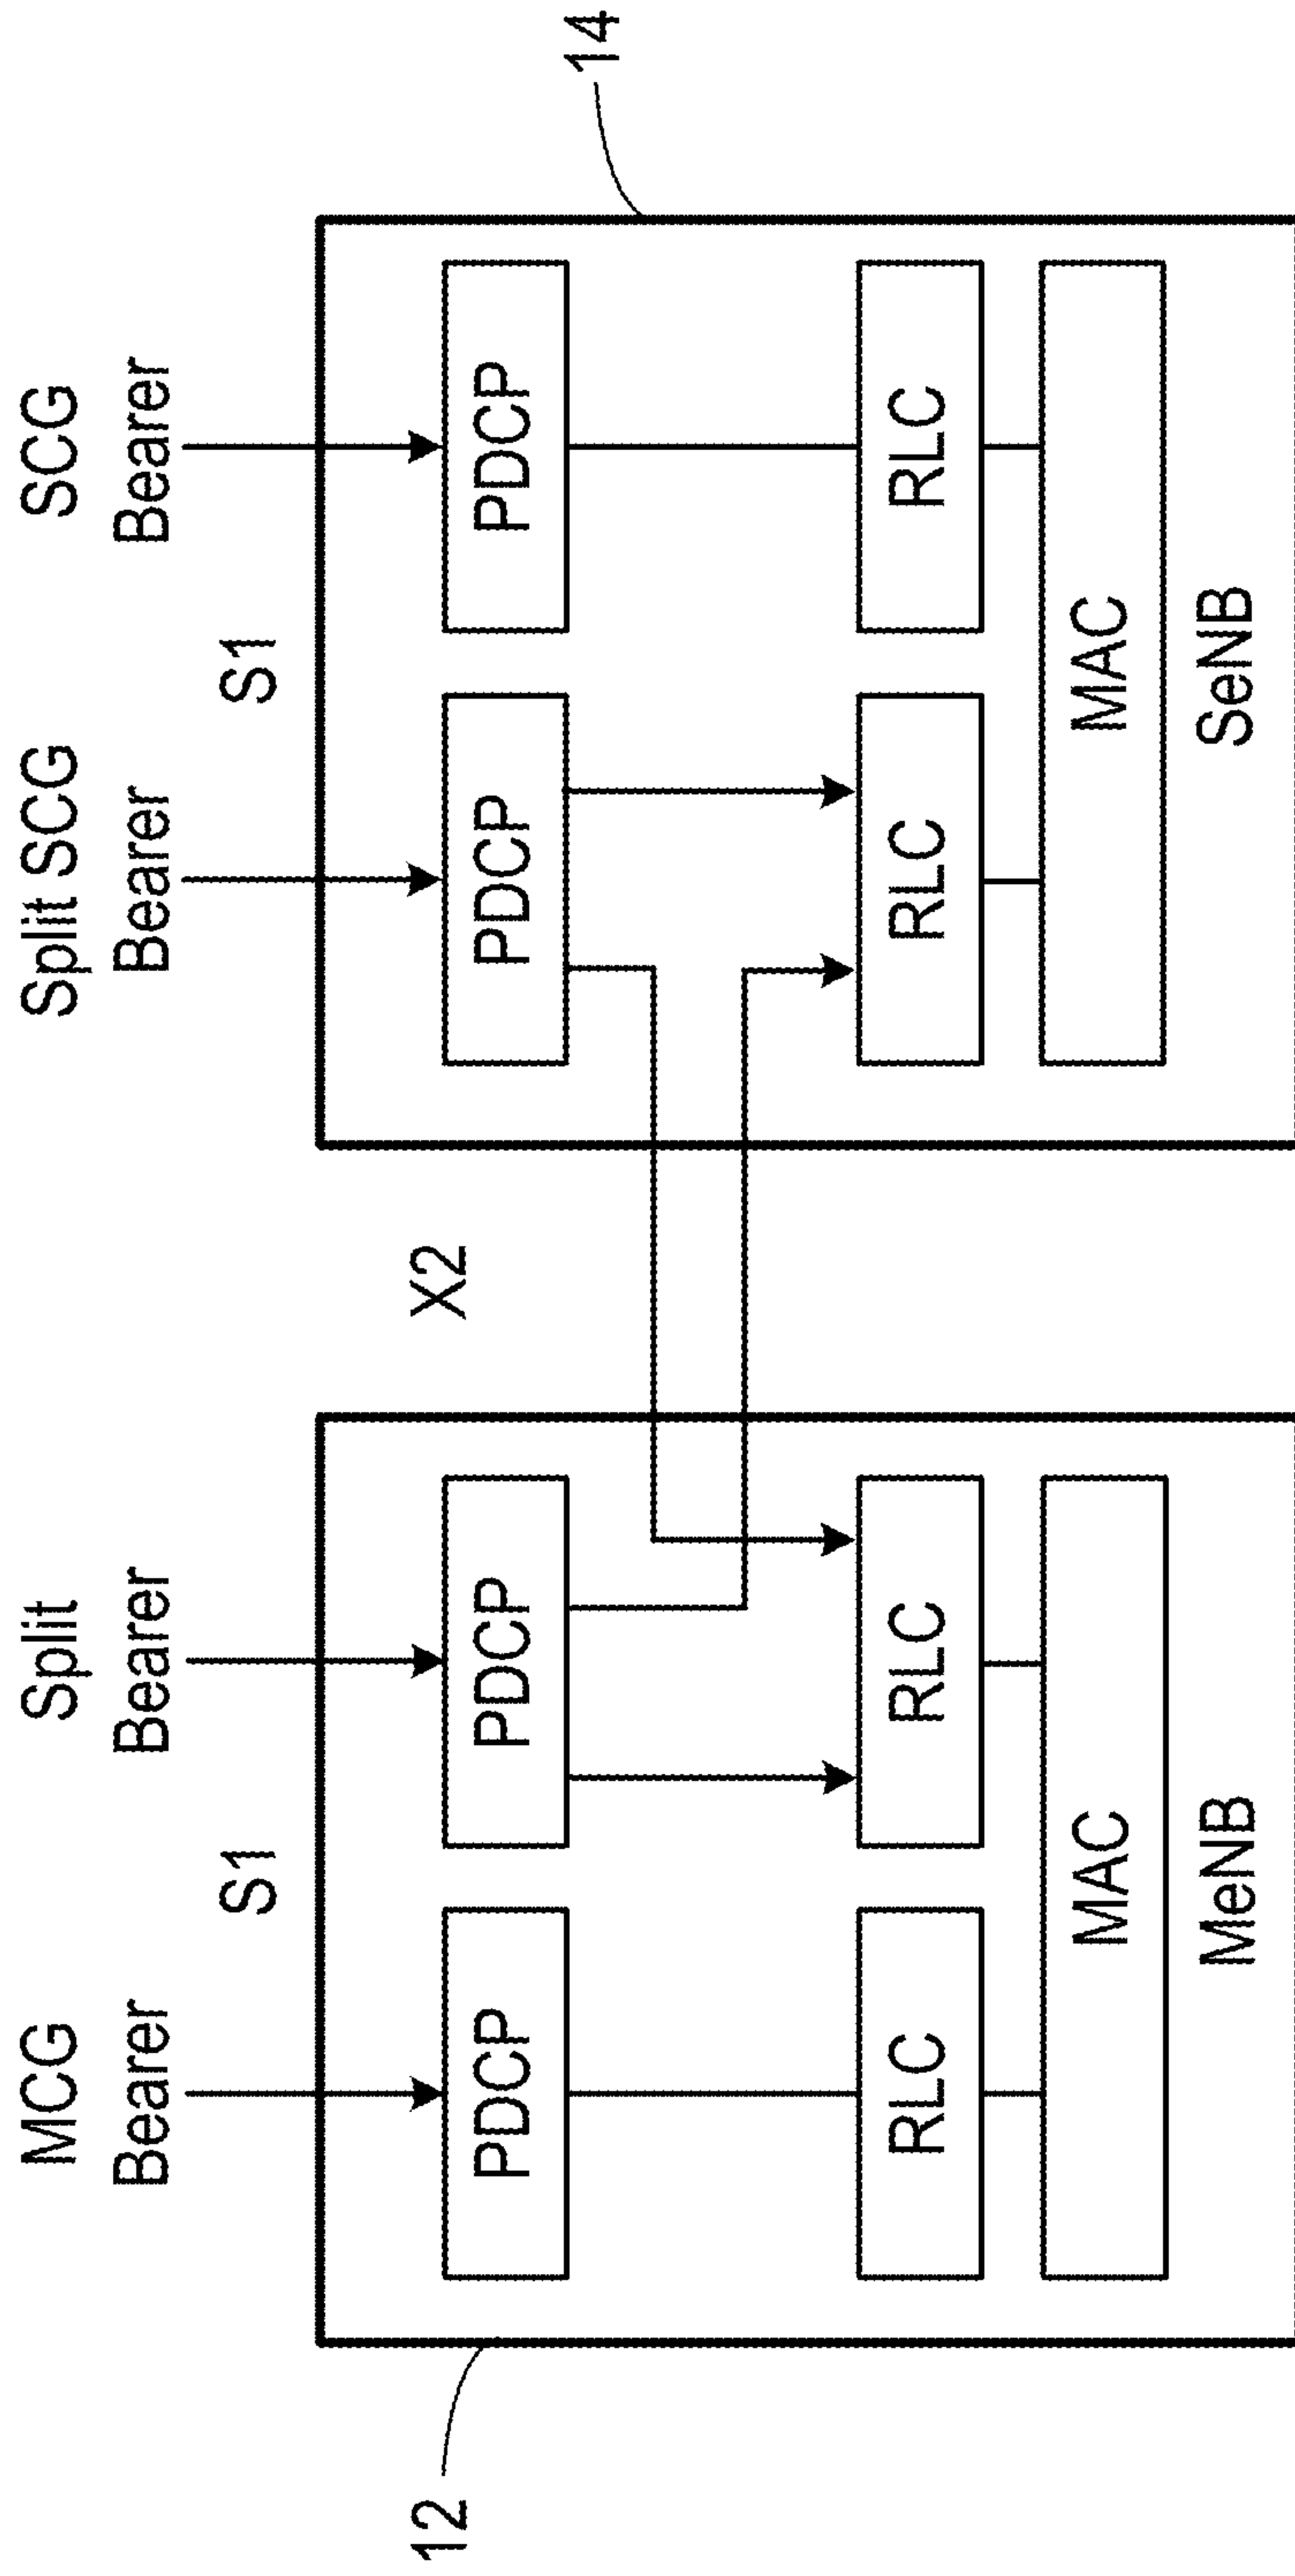 MCG
Bearer
Split
Bearer
Split SCG
Bearer
SCG
Bearer
S1
S1
12
PDCP
PDCP
X2
PDCP
PDCP
14
RLC
RLC
RLC
RLC
MAC
MAC
MeNB
SeNB